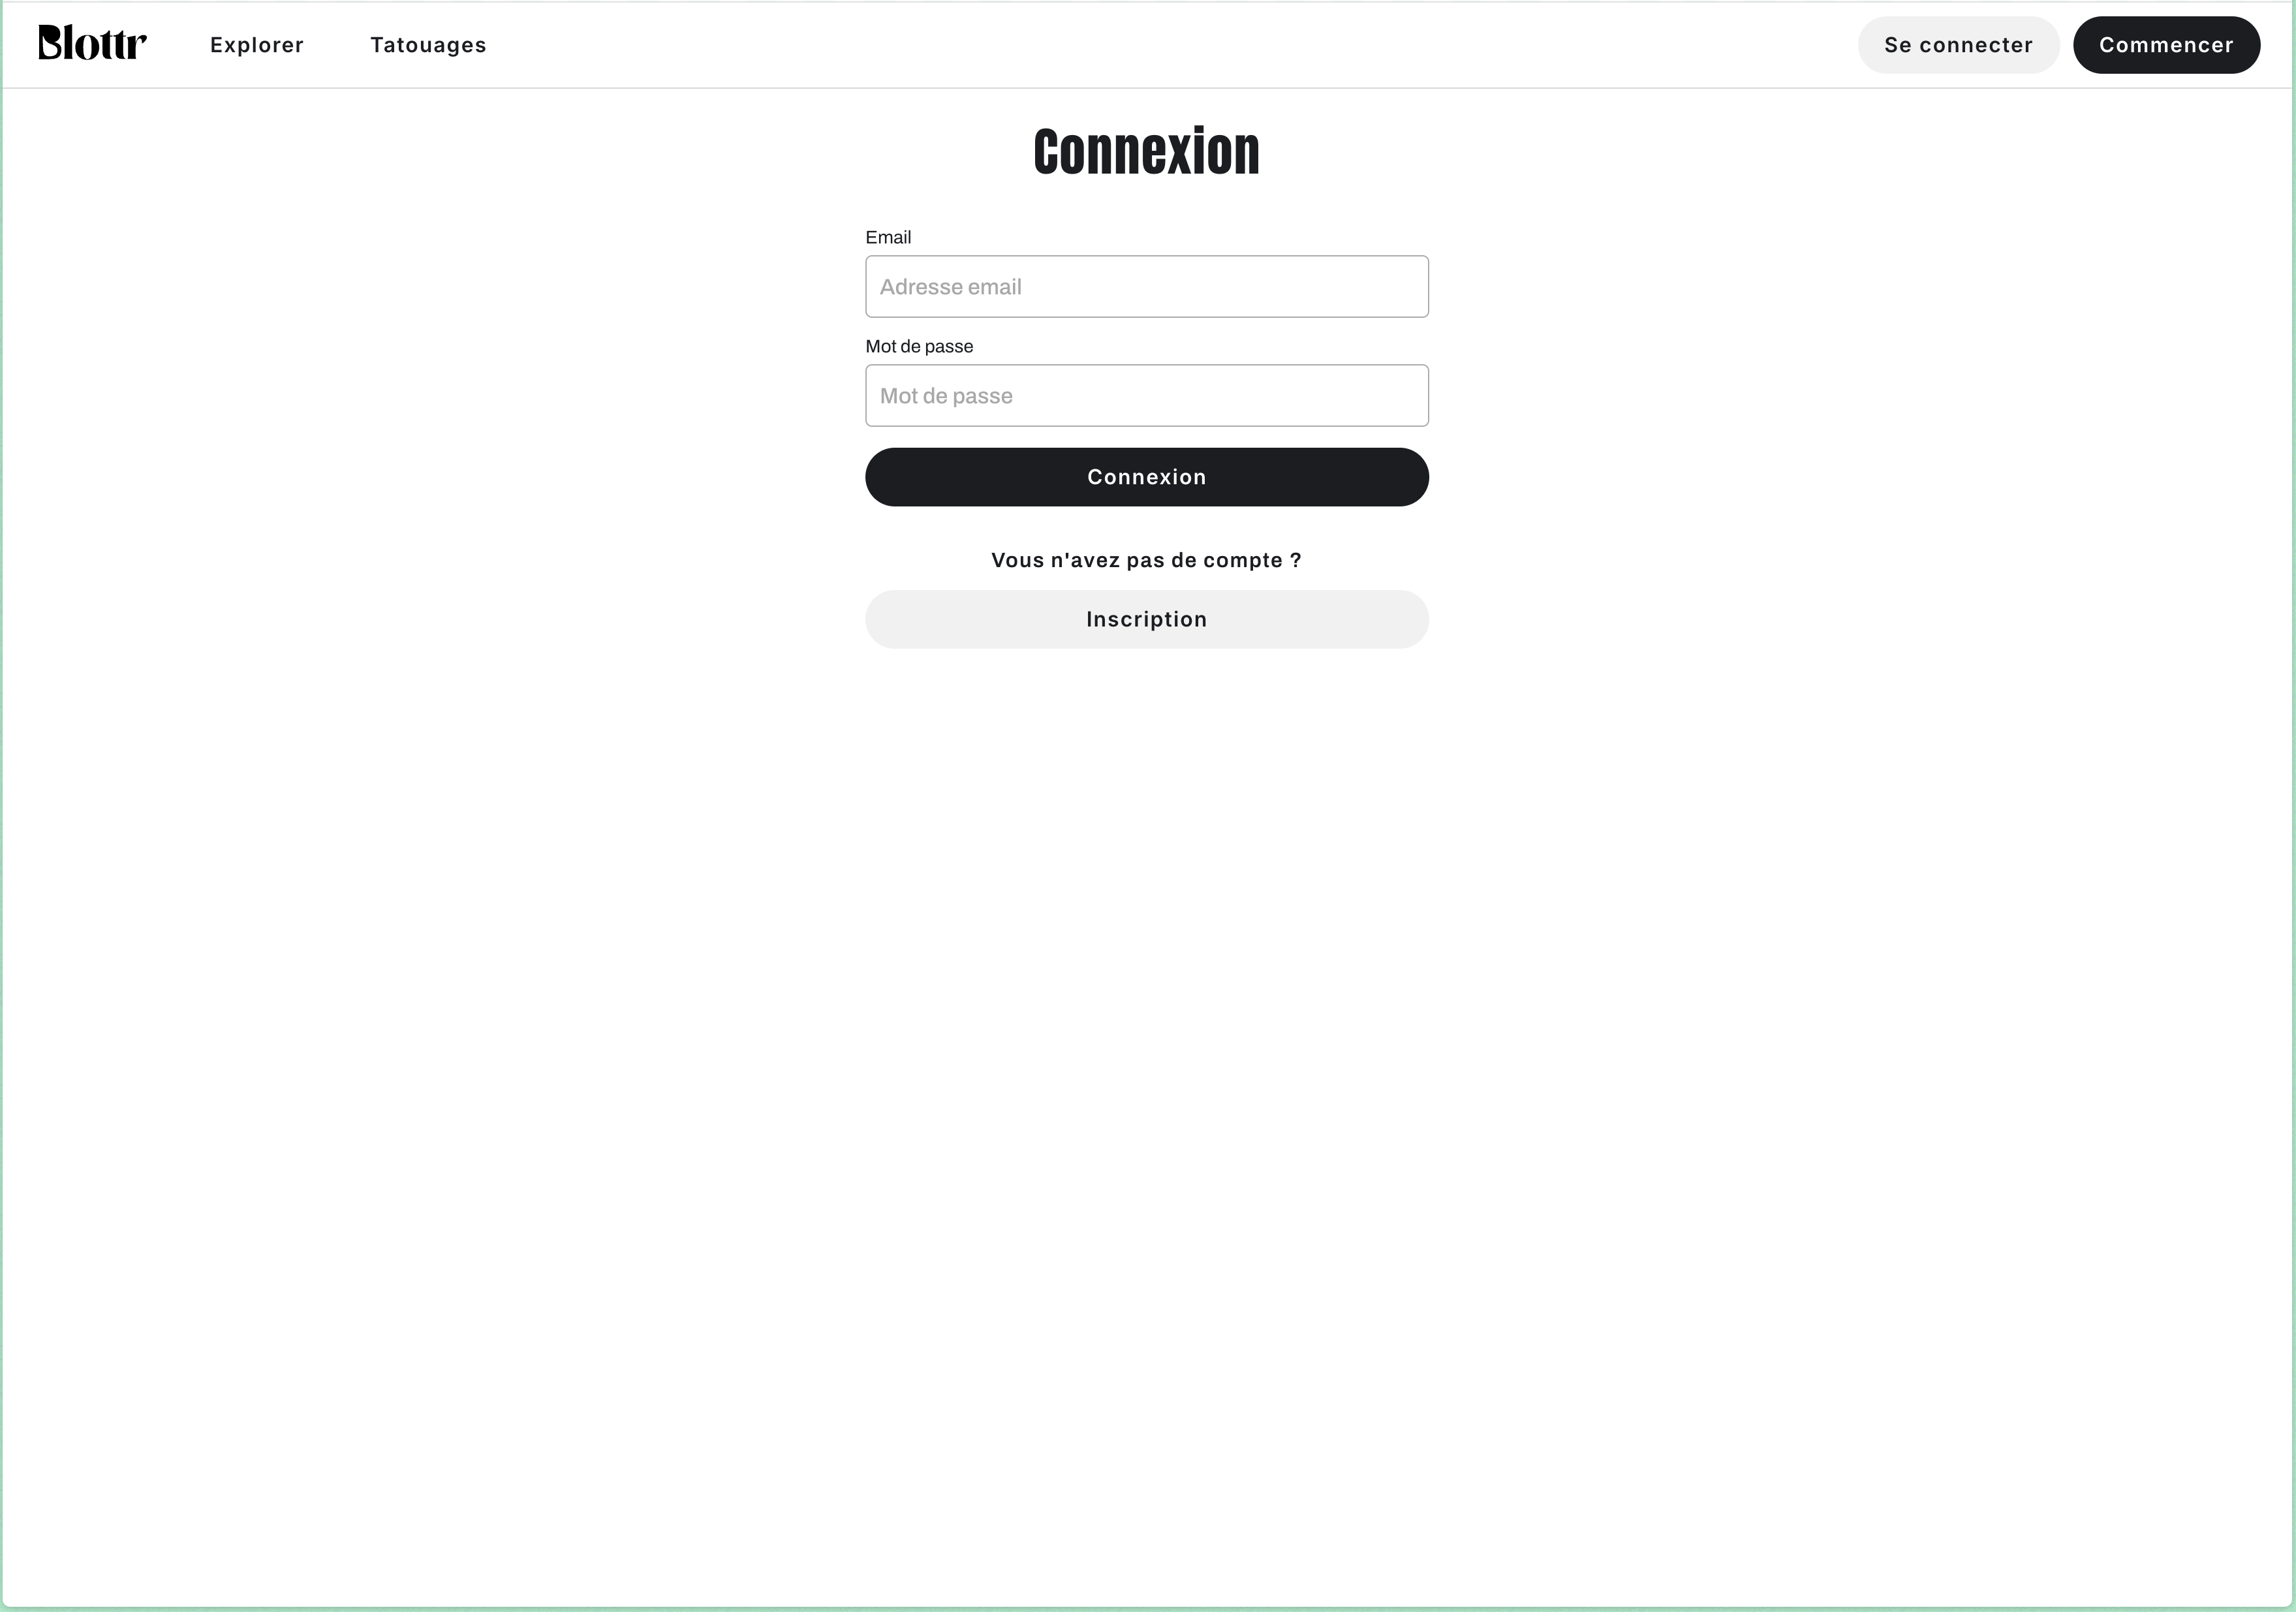 Blottr Explorer Tatouages Se connecter Commencer
Connexion
Email
Adresse email
Mot de passe
Mot de passe
Connexion
Vous n'avez pas de compte ?
Inscription